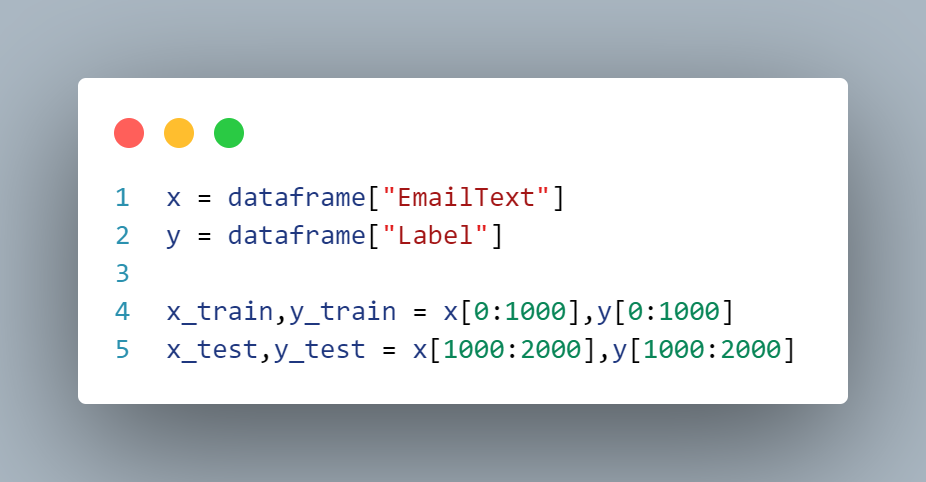 1 x = dataframe["EmailText"]
2 y = dataframe["Label"]
3
4 x_train,y_train = x[0:1000],y[0:1000]
5 x_test,y_test = x[1000:2000],y[1000:2000]